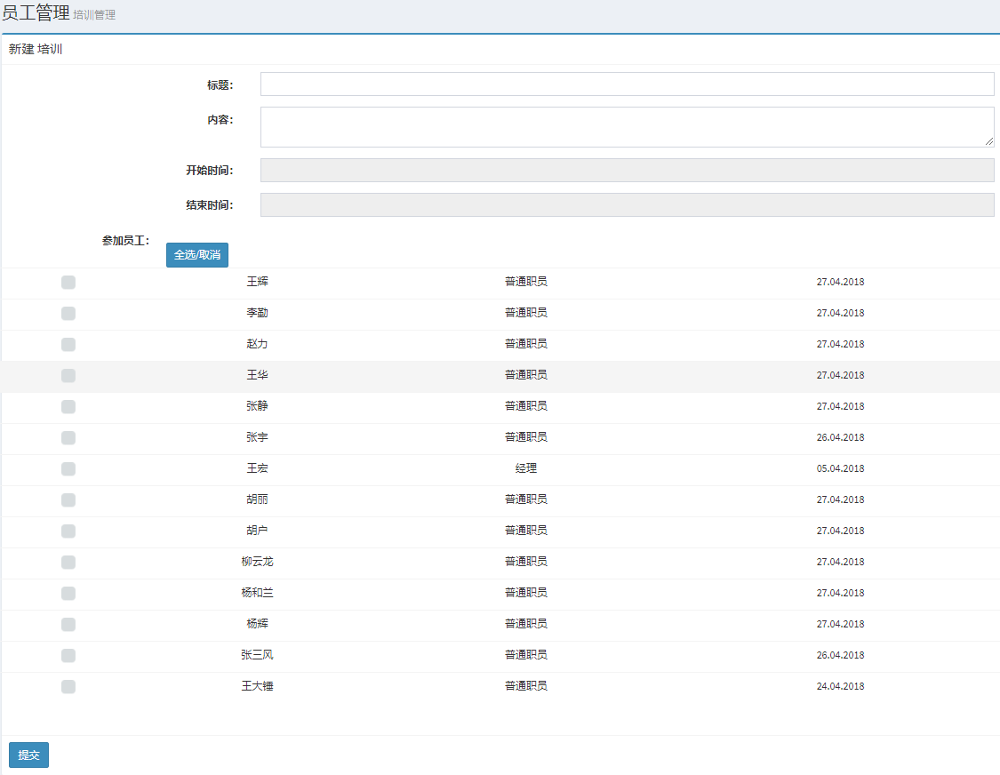 员工管理 培训管理
新建 培训
标题：
内容：
开始时间：
结束时间：
参加员工：
全选/取消
王辉 普通职员 27.04.2018
李勤 普通职员 27.04.2018
赵力 普通职员 27.04.2018
王华 普通职员 27.04.2018
张静 普通职员 27.04.2018
张宇 普通职员 26.04.2018
王宏 经理 05.04.2018
胡丽 普通职员 27.04.2018
胡户 普通职员 27.04.2018
柳云龙 普通职员 27.04.2018
杨和兰 普通职员 27.04.2018
杨辉 普通职员 27.04.2018
张三风 普通职员 26.04.2018
王大锤 普通职员 24.04.2018
提交